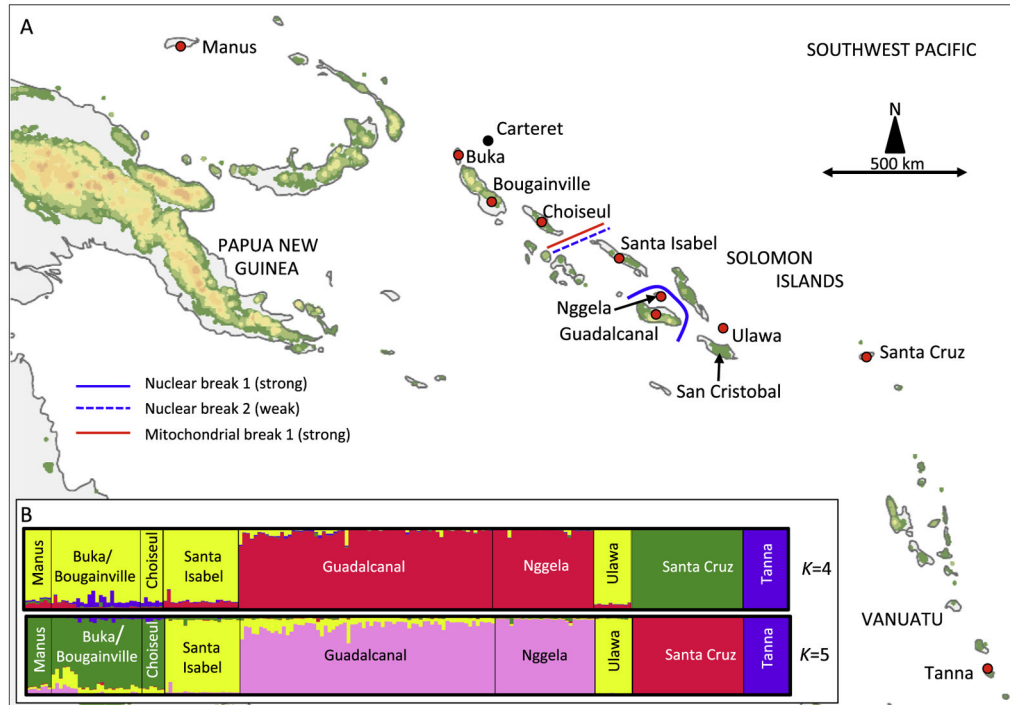 A
Manus
SOUTHWEST PACIFIC
N
500 km
Carteret
Buka
Bougainville
Choiseul
PAPUA NEW
GUINEA
Santa Isabel
SOLOMON
ISLANDS
Nggela
Guadalcanal
Ulawa
Santa Cruz
San Cristobal
Nuclear break 1 (strong)
Nuclear break 2 (weak)
Mitochondrial break 1 (strong)
VANUATU
Tanna
B
Manus
Buka/
Bougainville
Choiseul
Santa
Isabel
Guadalcanal
Nggela
Ulawa
Santa Cruz
Tanna
K=4
Manus
Buka/
Bougainville
Choiseul
Santa
Isabel
Guadalcanal
Nggela
Ulawa
Santa Cruz
Tanna
K=5